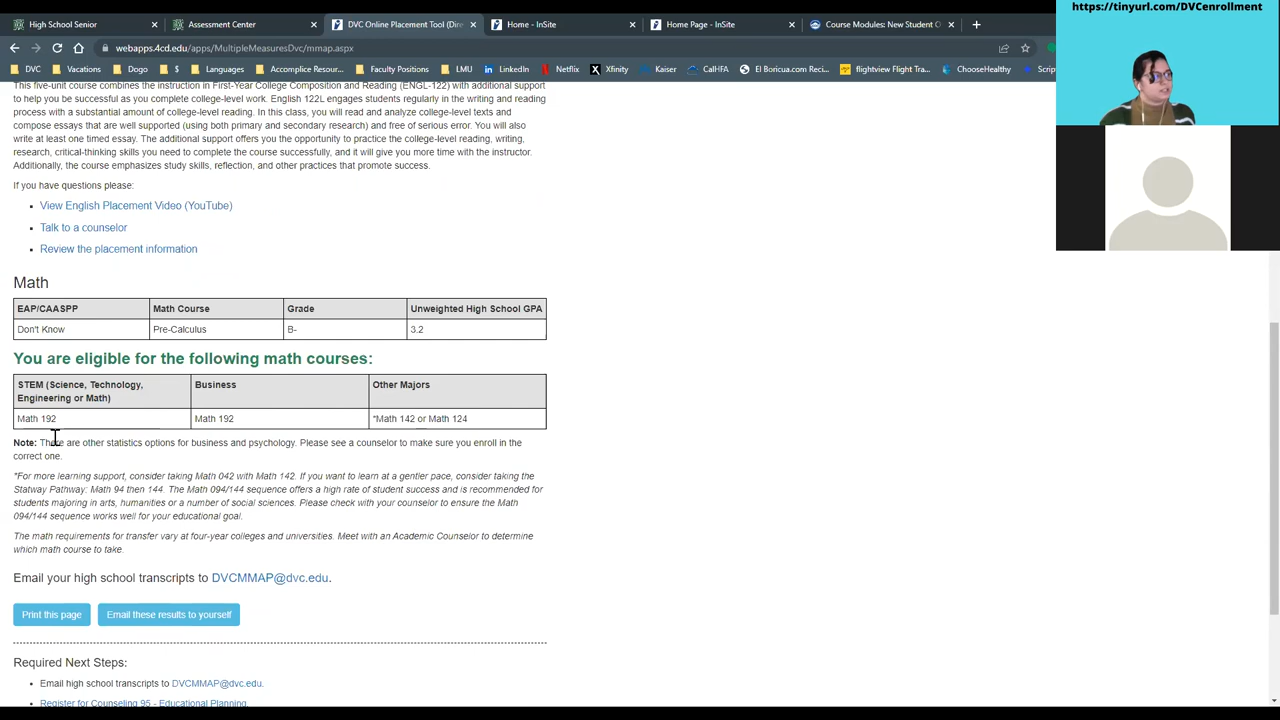 High School Senior
Assessment Center
DVC Online Placement Tool (Dire
Home - InSite
Home Page - InSite
Course Modules: New Student O
https://tinyurl.com/DVCenrollment
webapps.4cd.edu/apps/MultipleMeasuresDvc/mmap.aspx
DVC
Vacations
Dogo
$
Languages
Accomplice Resour...
Faculty Positions
LMU
LinkedIn
Netflix
Xfinity
Kaiser
CalHFA
El Boricua.com Reci...
flightview Flight Tra...
ChooseHealthy
Scrip
This five-unit course combines the instruction in First-Year College Composition and Reading (ENGL-122) with additional support
to help you be successful as you complete college-level work. English 122L engages students regularly in the writing and reading
process with a substantial amount of college-level reading. In this class, you will read and analyze college-level texts and
compose essays that are well supported (using both primary and secondary research) and free of serious error. You will also
write at least one timed essay. The additional support offers you the opportunity to practice the college-level reading, writing,
research, critical-thinking skills you need to complete the course successfully, and it will give you more time with the instructor.
Additionally, the course emphasizes study skills, reflection, and other practices that promote success.
If you have questions please:
View English Placement Video (YouTube)
Talk to a counselor
Review the placement information
Math
EAP/CAASPP Math Course Grade Unweighted High School GPA
Don't Know Pre-Calculus B- 3.2
You are eligible for the following math courses:
STEM (Science, Technology,
Engineering or Math)
Business
Other Majors
Math 192 Math 192 *Math 142 or Math 124
Note: There are other statistics options for business and psychology. Please see a counselor to make sure you enroll in the
correct one.
*For more learning support, consider taking Math 042 with Math 142. If you want to learn at a gentler pace, consider taking the
Statway Pathway: Math 94 then 144. The Math 094/144 sequence offers a high rate of student success and is recommended for
students majoring in arts, humanities or a number of social sciences. Please check with your counselor to ensure the Math
094/144 sequence works well for your educational goal.
The math requirements for transfer vary at four-year colleges and universities. Meet with an Academic Counselor to determine
which math course to take.
Email your high school transcripts to DVCMMAP@dvc.edu.
Print this page
Email these results to yourself
Required Next Steps:
Email high school transcripts to DVCMMAP@dvc.edu.
Register for Counseling 95 - Educational Planning.